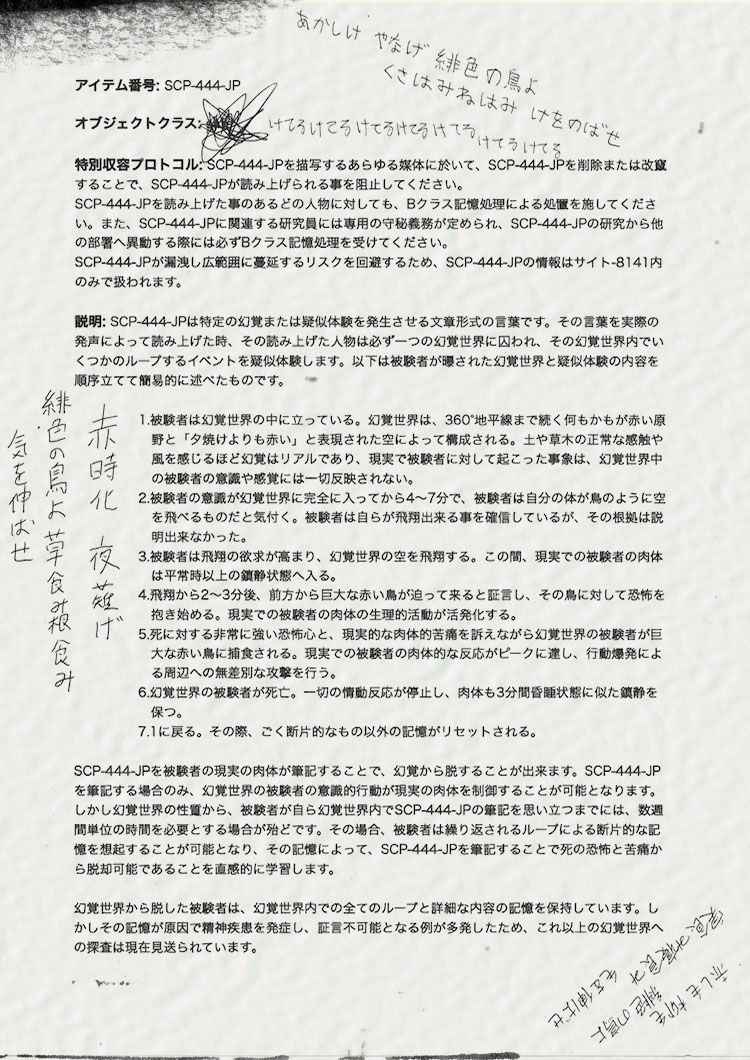 あかしけ やなげ 緋色の鳥よ
くさはみねはみ けをのばせ
アイテム番号: SCP-444-JP
オブジェクトクラス:
けてるけてる けてるけてるけてる
けてるけてる
特別収容プロトコル: SCP-444-JPを描写するあらゆる媒体に於いて、SCP-444-JPを削除または改竄
することで、SCP-444-JPが読み上げられる事を阻止してください。
SCP-444-JPを読み上げた事のあるどの人物に対しても、Bクラス記憶処理による処置を施してくださ
い。また、SCP-444-JPに関連する研究員には専用の守秘義務が定められ、SCP-444-JPの研究から他
の部署へ異動する際には必ずBクラス記憶処理を受けてください。
SCP-444-JPが漏洩し広範囲に蔓延するリスクを回避するため、SCP-444-JPの情報はサイト-8141内
のみで扱われます。
説明: SCP-444-JPは特定の幻覚または疑似体験を発生させる文章形式の言葉です。その言葉を実際の
発声によって読み上げた時、その読み上げた人物は必ず一つの幻覚世界に囚われ、その幻覚世界内でい
くつかのループするイベントを疑似体験します。以下は被験者が曝された幻覚世界と疑似体験の内容を
順序立てて簡易的に述べたものです。
赤時化 夜薙げ
緋色の鳥よ 草食み根食み
気を伸ばせ
1.被験者は幻覚世界の中に立っている。幻覚世界は、360°地平線まで続く何もかもが赤い原
野と「夕焼けよりも赤い」と表現された空によって構成される。土や草木の正常な感触や
風を感じるほど幻覚はリアルであり、現実で被験者に対して起こった事象は、幻覚世界中
の被験者の意識や感覚には一切反映されない。
2.被験者の意識が幻覚世界に完全に入ってから4〜7分で、被験者は自分の体が鳥のように空
を飛べるものだと気付く。被験者は自らが飛翔出来る事を確信しているが、その根拠は説
明出来なかった。
3.被験者は飛翔の欲求が高まり、幻覚世界の空を飛翔する。この間、現実での被験者の肉体
は平常時以上の鎮静状態へ入る。
4.飛翔から2〜3分後、前方から巨大な赤い鳥が迫って来ると証言し、その鳥に対して恐怖を
抱き始める。現実での被験者の肉体の生理的活動が活発化する。
5.死に対する非常に強い恐怖心と、現実的な肉体的苦痛を訴えながら幻覚世界の被験者が巨
大な赤い鳥に捕食される。現実での被験者の肉体的な反応がピークに達し、行動爆発によ
る周辺への無差別な攻撃を行う。
6.幻覚世界の被験者が死亡。一切の情動反応が停止し、肉体も3分間昏睡状態に似た鎮静を
保つ。
7.1に戻る。その際、ごく断片的なもの以外の記憶がリセットされる。
SCP-444-JPを被験者の現実の肉体が筆記することで、幻覚から脱することが出来ます。SCP-444-JP
を筆記する場合のみ、幻覚世界の被験者の意識的行動が現実の肉体を制御することが可能となります。
しかし幻覚世界の性質から、被験者が自ら幻覚世界内でSCP-444-JPの筆記を思い立つまでには、数週
間単位の時間を必要とする場合が殆どです。その場合、被験者は繰り返されるループによる断片的な記
憶を想起することが可能となり、その記憶によって、SCP-444-JPを筆記することで死の恐怖と苦痛か
ら脱却可能であることを直感的に学習します。
幻覚世界から脱した被験者は、幻覚世界内での全てのループと詳細な内容の記憶を保持しています。し
かしその記憶が原因で精神疾患を発症し、証言不可能となる例が多発したため、これ以上の幻覚世界へ
の探査は現在見送られています。